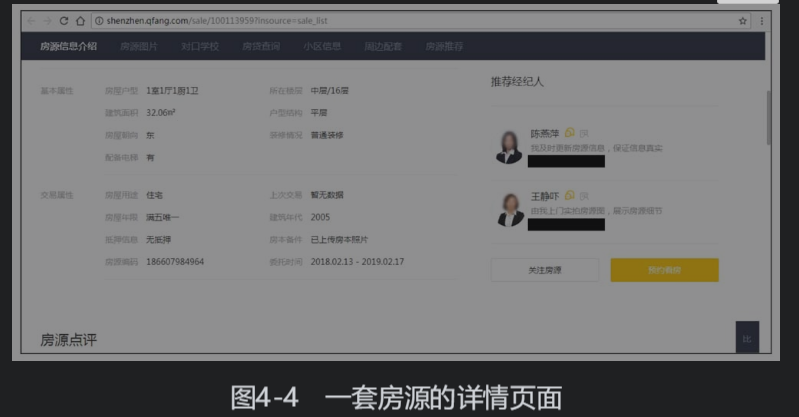 shenzhen.qfang.com/sale/100113959?insource=sale_list
房源信息介绍 房源图片 对口学校 房贷查询 小区信息 周边配套 房源推荐
基本属性 房屋户型 1室1厅1厨1卫 所在楼层 中层/16层
建筑面积 32.06m² 户型结构 平层
房屋朝向 东 装修情况 普通装修
配备电梯 有
交易属性 房屋用途 住宅 上次交易 暂无数据
房屋年限 满五唯一 建筑年代 2005
抵押信息 无抵押 房本备件 已上传房本照片
房源编码 186607984964 委托时间 2018.02.13 - 2019.02.17
推荐经纪人
陈燕萍
我及时更新房源信息，保证信息真实
王静吓
由我上门实拍房源图，展示房源细节
关注房源 预约看房
房源点评
比
图4-4 一套房源的详情页面